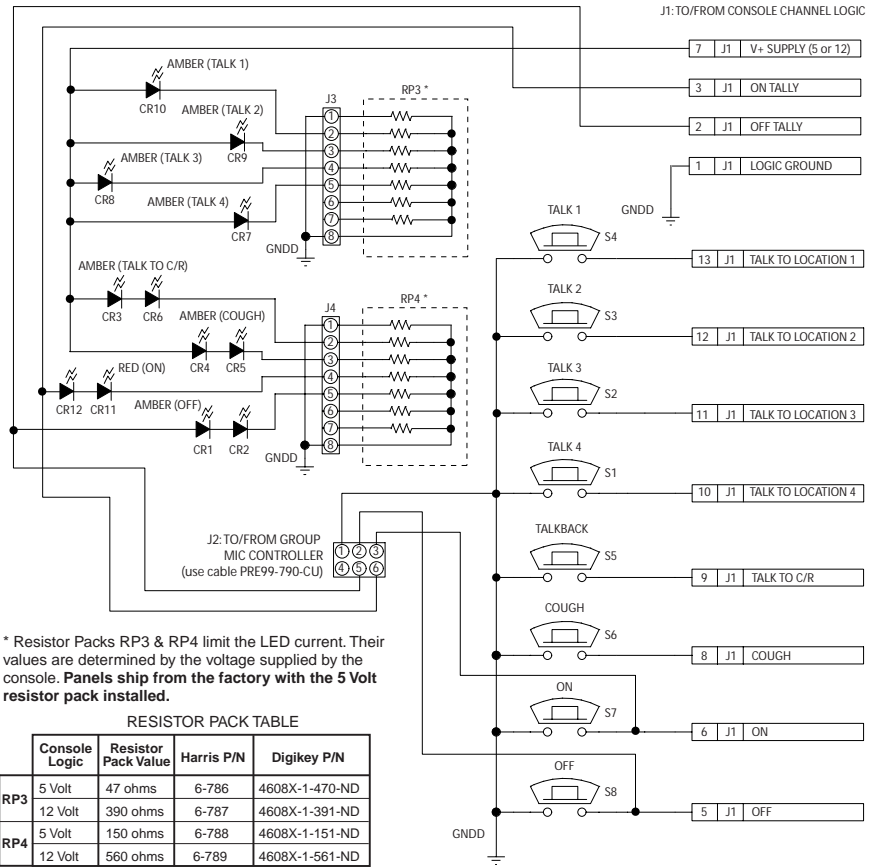 J1: TO/FROM CONSOLE CHANNEL LOGIC
7 J1 V+ SUPPLY (5 or 12)
3 J1 ON TALLY
2 J1 OFF TALLY
1 J1 LOGIC GROUND
GNDD
AMBER (TALK 1)
CR10
AMBER (TALK 2)
CR9
AMBER (TALK 3)
CR8
AMBER (TALK 4)
CR7
J3
1
2
3
4
5
6
7
8
RP3 *
GNDD
AMBER (TALK TO C/R)
CR3 CR6
AMBER (COUGH)
CR4 CR5
RED (ON)
CR12 CR11
AMBER (OFF)
CR1 CR2
J4
1
2
3
4
5
6
7
8
RP4 *
GNDD
TALK 1
S4
13 J1 TALK TO LOCATION 1
TALK 2
S3
12 J1 TALK TO LOCATION 2
TALK 3
S2
11 J1 TALK TO LOCATION 3
TALK 4
S1
10 J1 TALK TO LOCATION 4
TALKBACK
S5
9 J1 TALK TO C/R
COUGH
S6
8 J1 COUGH
ON
S7
6 J1 ON
OFF
S8
5 J1 OFF
GNDD
J2: TO/FROM GROUP
MIC CONTROLLER
(use cable PRE99-790-CU)
1 2 3
4 5 6
* Resistor Packs RP3 & RP4 limit the LED current. Their
values are determined by the voltage supplied by the
console. Panels ship from the factory with the 5 Volt
resistor pack installed.
RESISTOR PACK TABLE
Console Logic Resistor Pack Value Harris P/N Digikey P/N
RP3 5 Volt 47 ohms 6-786 4608X-1-470-ND
12 Volt 390 ohms 6-787 4608X-1-391-ND
RP4 5 Volt 150 ohms 6-788 4608X-1-151-ND
12 Volt 560 ohms 6-789 4608X-1-561-ND